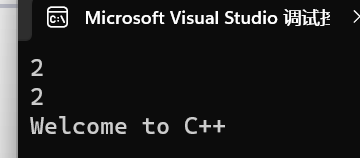 Microsoft Visual Studio 调试
2
2
Welcome to C++